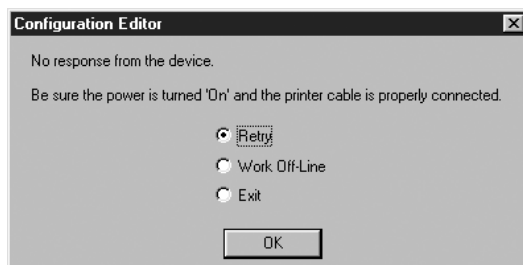 Configuration Editor
No response from the device.
Be sure the power is turned 'On' and the printer cable is properly connected.
Retry
Work Off-Line
Exit
OK